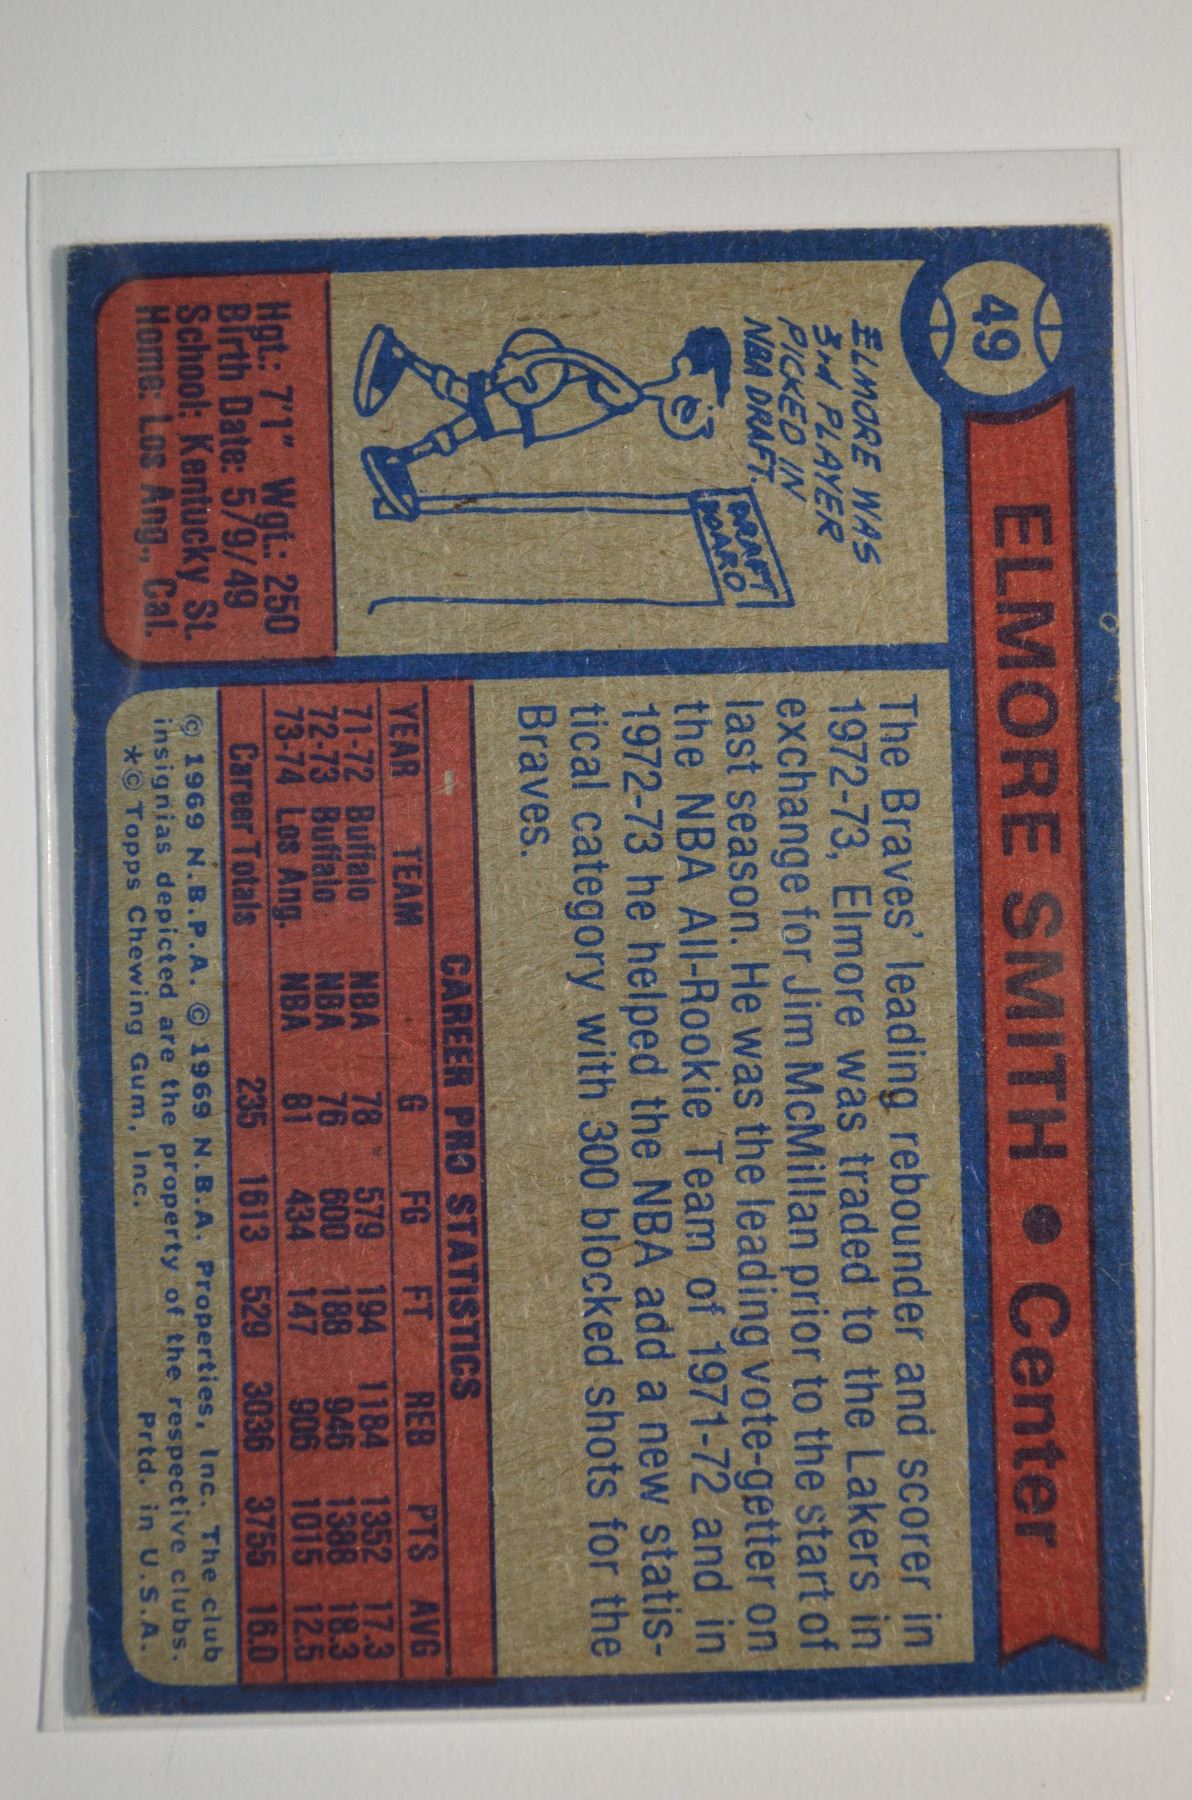 49
ELMORE SMITH • Center
ELMORE WAS
3rd PLAYER
PICKED IN
NBA DRAFT.
DRAFT
BOARD
Hgt.: 7'1" Wgt.: 250
Birth Date: 5/9/49
School: Kentucky St.
Home: Los Ang., Cal.
The Braves' leading rebounder and scorer in
1972-73, Elmore was traded to the Lakers in
exchange for Jim McMillan prior to the start of
last season. He was the leading vote-getter on
the NBA All-Rookie Team of 1971-72 and in
1972-73 he helped the NBA add a new statis-
tical category with 300 blocked shots for the
Braves.
CAREER PRO STATISTICS
YEAR TEAM G FG FT REB PTS AVG
71-72 Buffalo NBA 78 579 194 1184 1352 17.3
72-73 Buffalo NBA 76 600 188 946 1388 18.3
73-74 Los Ang. NBA 81 434 147 906 1015 12.5
Career Totals 235 1613 529 3036 3755 16.0
© 1969 N.B.P.A. © 1969 N.B.A. Properties, Inc. The club
insignias depicted are the property of the respective clubs.
*© Topps Chewing Gum, Inc. Prtd. in U.S.A.